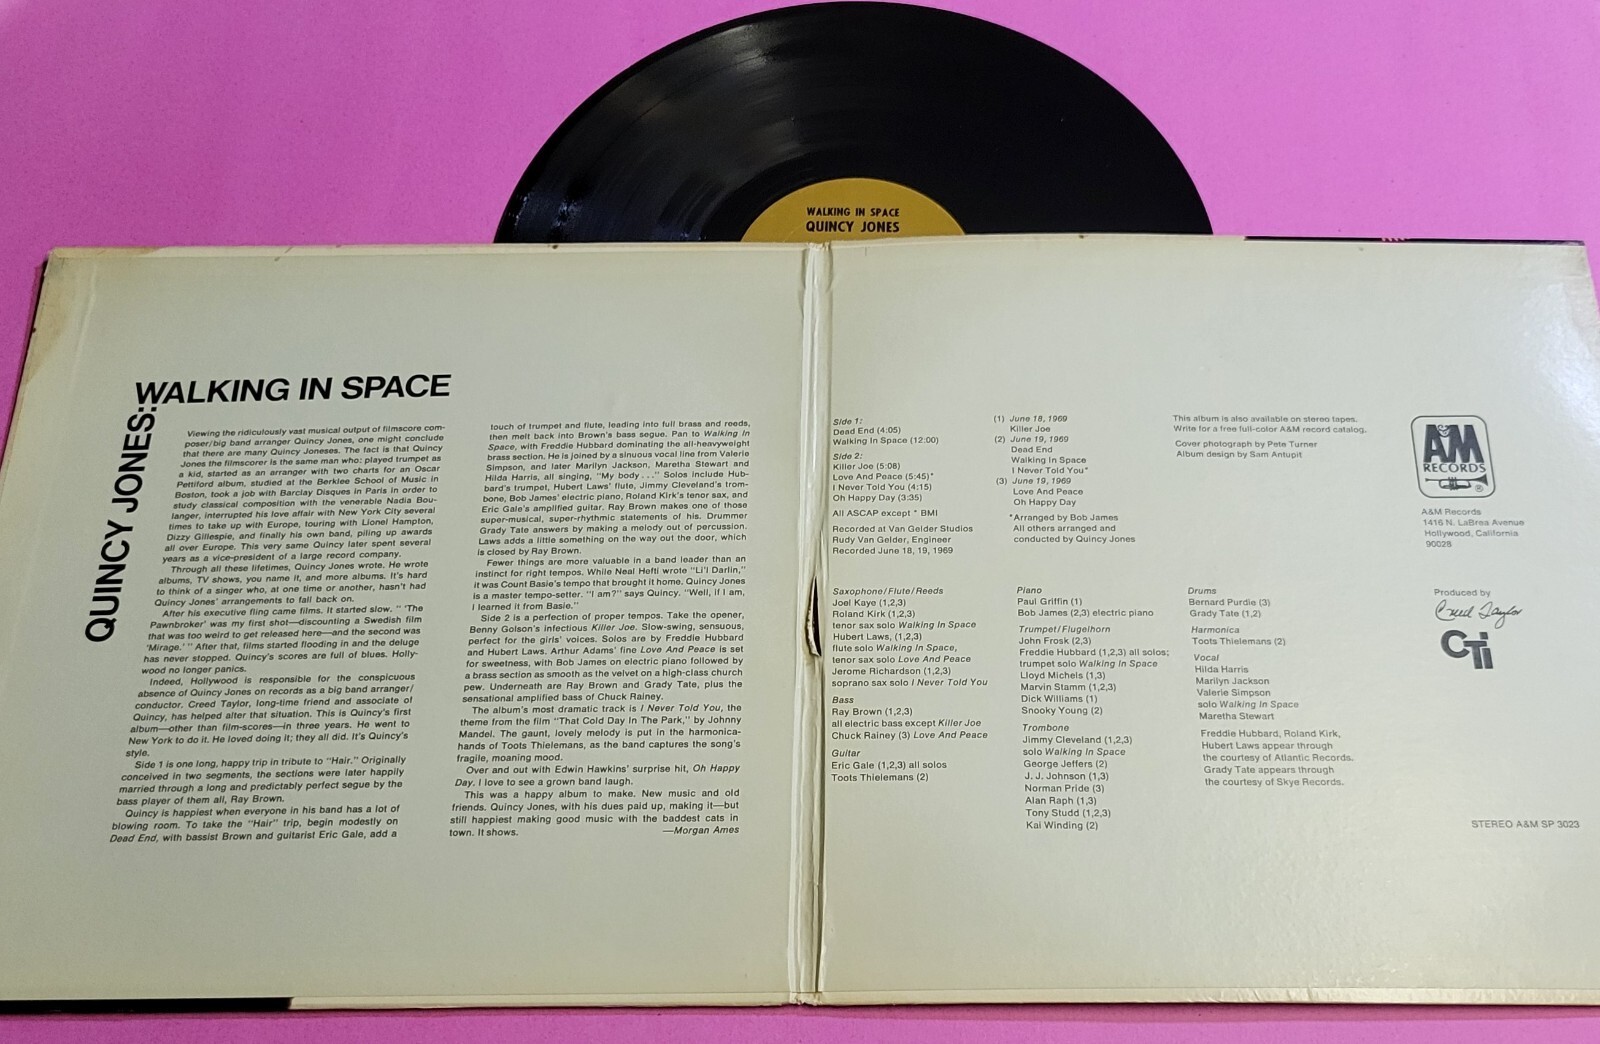 WALKING IN SPACE
QUINCY JONES
QUINCY JONES:
WALKING IN SPACE
Viewing the ridiculously vast musical output of filmscore com-
poser/big band arranger Quincy Jones, one might conclude
that there are many Quincy Joneses. The fact is that Quincy
Jones the filmscorer is the same man who: played trumpet as
a kid, started as an arranger with two charts for an Oscar
Pettiford album, studied at the Berklee School of Music in
Boston, took a job with Barclay Disques in Paris in order to
study classical composition with the venerable Nadia Bou-
langer, interrupted his love affair with New York City several
times to take up with Europe, touring with Lionel Hampton,
Dizzy Gillespie, and finally his own band, piling up awards
all over Europe. This very same Quincy later spent several
years as a vice-president of a large record company.
Through all these lifetimes, Quincy Jones wrote. He wrote
albums, TV shows, you name it, and more albums. It's hard
to think of a singer who, at one time or another, hasn't had
Quincy Jones' arrangements to fall back on.
After his executive fling came films. It started slow. " 'The
Pawnbroker' was my first shot—discounting a Swedish film
that was too weird to get released here—and the second was
'Mirage.' " After that, films started flooding in and the deluge
has never stopped. Quincy's scores are full of blues. Holly-
wood no longer panics.
Indeed, Hollywood is responsible for the conspicuous
absence of Quincy Jones on records as a big band arranger/
conductor. Creed Taylor, long-time friend and associate of
Quincy, has helped alter that situation. This is Quincy's first
album—other than film-scores—in three years. He went to
New York to do it. He loved doing it; they all did. It's Quincy's
style.
Side 1 is one long, happy trip in tribute to "Hair." Originally
conceived in two segments, the sections were later happily
married through a long and predictably perfect segue by the
bass player of them all, Ray Brown.
Quincy is happiest when everyone in his band has a lot of
blowing room. To take the "Hair" trip, begin modestly on
Dead End, with bassist Brown and guitarist Eric Gale, add a
touch of trumpet and flute, leading into full brass and reeds,
then melt back into Brown's bass segue. Pan to Walking In
Space, with Freddie Hubbard dominating the all-heavyweight
brass section. He is joined by a sinuous vocal line from Valerie
Simpson, and later Marilyn Jackson, Maretha Stewart and
Hilda Harris, all singing, "My body . . ." Solos include Hub-
bard's trumpet, Hubert Laws' flute, Jimmy Cleveland's trom-
bone, Bob James' electric piano, Roland Kirk's tenor sax, and
Eric Gale's amplified guitar. Ray Brown makes one of those
super-musical, super-rhythmic statements of his. Drummer
Grady Tate answers by making a melody out of percussion.
Laws adds a little something on the way out the door, which
is closed by Ray Brown.
Fewer things are more valuable in a band leader than an
instinct for right tempos. While Neal Hefti wrote "Li'l Darlin,"
it was Count Basie's tempo that brought it home. Quincy Jones
is a master tempo-setter. "I am?" says Quincy. "Well, if I am,
I learned it from Basie."
Side 2 is a perfection of proper tempos. Take the opener,
Benny Golson's infectious Killer Joe. Slow-swing, sensuous,
perfect for the girls' voices. Solos are by Freddie Hubbard
and Hubert Laws. Arthur Adams' fine Love And Peace is set
for sweetness, with Bob James on electric piano followed by
a brass section as smooth as the velvet on a high-class church
pew. Underneath are Ray Brown and Grady Tate, plus the
sensational amplified bass of Chuck Rainey.
The album's most dramatic track is I Never Told You, the
theme from the film "That Cold Day In The Park," by Johnny
Mandel. The gaunt, lovely melody is put in the harmonica-
hands of Toots Thielemans, as the band captures the song's
fragile, moaning mood.
Over and out with Edwin Hawkins' surprise hit, Oh Happy
Day. I love to see a grown band laugh.
This was a happy album to make. New music and old
friends. Quincy Jones, with his dues paid up, making it—but
still happiest making good music with the baddest cats in
town. It shows.
—Morgan Ames
Side 1:
Dead End (4:05)
Walking In Space (12:00)
Side 2:
Killer Joe (5:08)
Love And Peace (5:45)*
I Never Told You (4:15)
Oh Happy Day (3:35)
All ASCAP except * BMI
Recorded at Van Gelder Studios
Rudy Van Gelder, Engineer
Recorded June 18, 19, 1969
(1) June 18, 1969
Killer Joe
(2) June 19, 1969
Dead End
Walking In Space
I Never Told You*
(3) June 19, 1969
Love And Peace
Oh Happy Day
*Arranged by Bob James
All others arranged and
conducted by Quincy Jones
This album is also available on stereo tapes.
Write for a free full-color A&M record catalog.
Cover photograph by Pete Turner
Album design by Sam Antupit
A&M
RECORDS
®
A&M Records
1416 N. LaBrea Avenue
Hollywood, California
90028
Saxophone/Flute/Reeds
Joel Kaye (1,2,3)
Roland Kirk (1,2,3)
tenor sax solo Walking In Space
Hubert Laws, (1,2,3)
flute solo Walking In Space,
tenor sax solo Love And Peace
Jerome Richardson (1,2,3)
soprano sax solo I Never Told You
Bass
Ray Brown (1,2,3)
all electric bass except Killer Joe
Chuck Rainey (3) Love And Peace
Guitar
Eric Gale (1,2,3) all solos
Toots Thielemans (2)
Piano
Paul Griffin (1)
Bob James (2,3) electric piano
Trumpet/Flugelhorn
John Frosk (2,3)
Freddie Hubbard (1,2,3) all solos;
trumpet solo Walking In Space
Lloyd Michels (1,3)
Marvin Stamm (1,2,3)
Dick Williams (1)
Snooky Young (2)
Trombone
Jimmy Cleveland (1,2,3)
solo Walking In Space
George Jeffers (2)
J. J. Johnson (1,3)
Norman Pride (3)
Alan Raph (1,3)
Tony Studd (1,2,3)
Kai Winding (2)
Drums
Bernard Purdie (3)
Grady Tate (1,2)
Harmonica
Toots Thielemans (2)
Vocal
Hilda Harris
Marilyn Jackson
Valerie Simpson
solo Walking In Space
Maretha Stewart
Freddie Hubbard, Roland Kirk,
Hubert Laws appear through
the courtesy of Atlantic Records.
Grady Tate appears through
the courtesy of Skye Records.
Produced by
Creed Taylor
CTi
STEREO A&M SP 3023